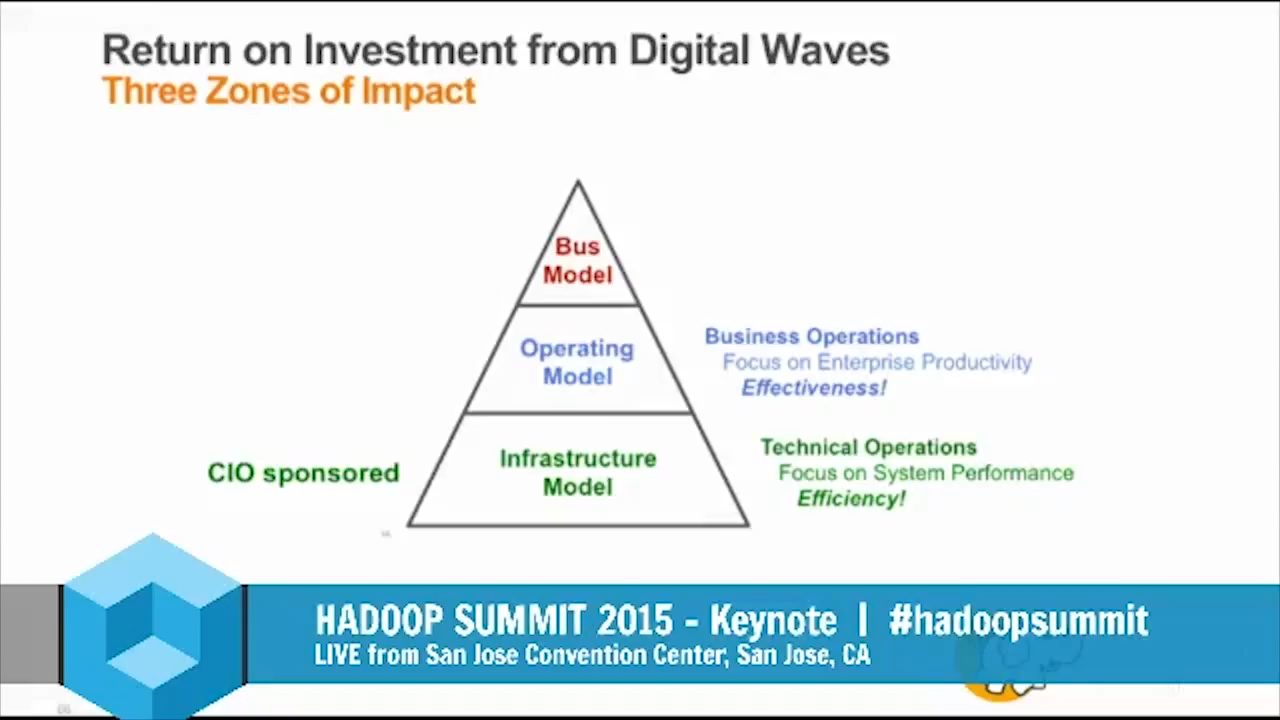 Return on Investment from Digital Waves
Three Zones of Impact
Bus
Model
Operating
Model
Business Operations
Focus on Enterprise Productivity
Effectiveness!
CIO sponsored
Infrastructure
Model
Technical Operations
Focus on System Performance
Efficiency!
HADOOP SUMMIT 2015 - Keynote | #hadoopsummit
LIVE from San Jose Convention Center, San Jose, CA